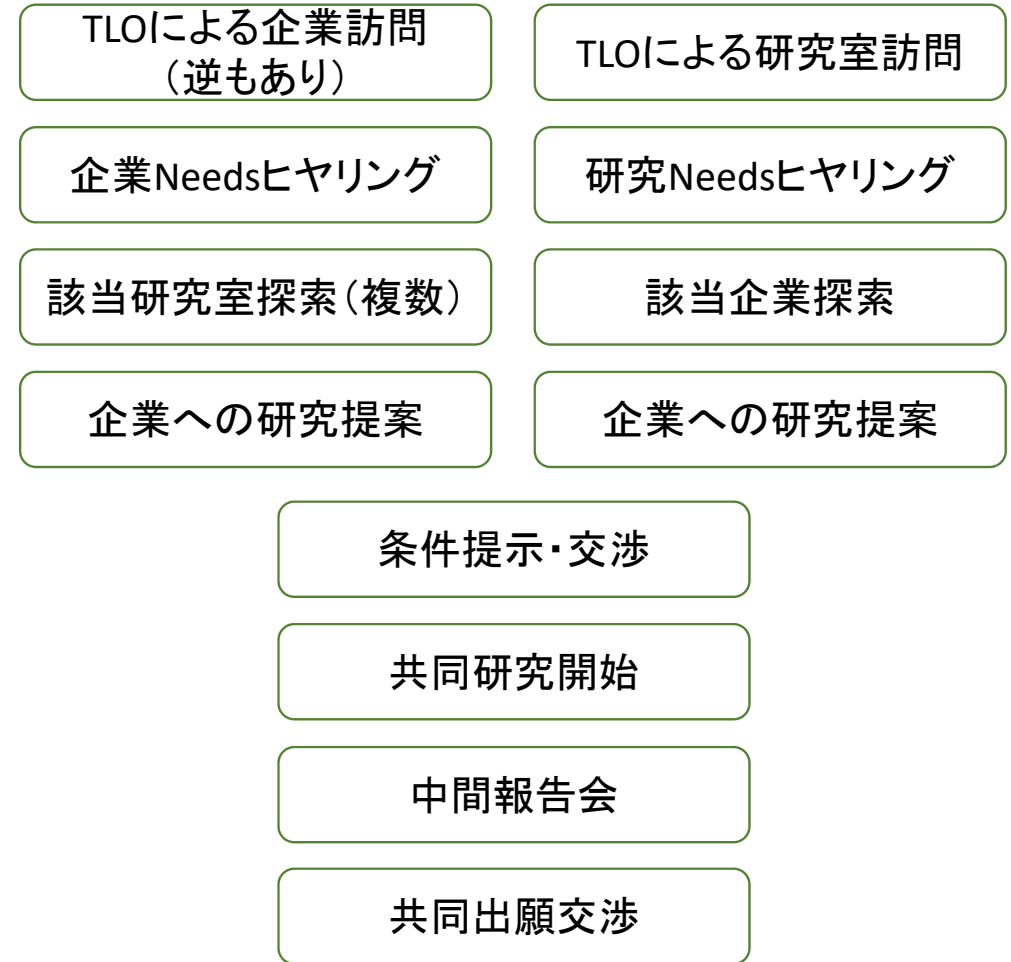 TLOによる企業訪問
（逆もあり）
TLOによる研究室訪問
企業Needsヒヤリング
研究Needsヒヤリング
該当研究室探索（複数）
該当企業探索
企業への研究提案
企業への研究提案
条件提示・交渉
共同研究開始
中間報告会
共同出願交渉